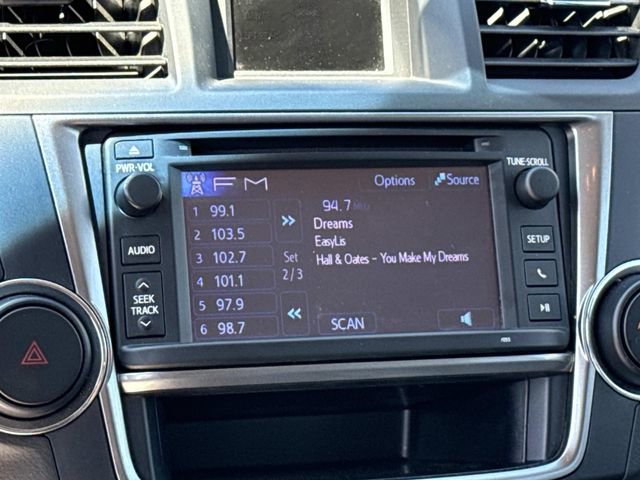 PWR•VOL
TUNE•SCROLL
FM
Options
Source
94.7 MHz
1 99.1
2 103.5
3 102.7
4 101.1
5 97.9
6 98.7
Set
2/3
Dreams
EasyLis
Hall & Oates - You Make My Dreams
SCAN
AUDIO
SEEK
TRACK
SETUP